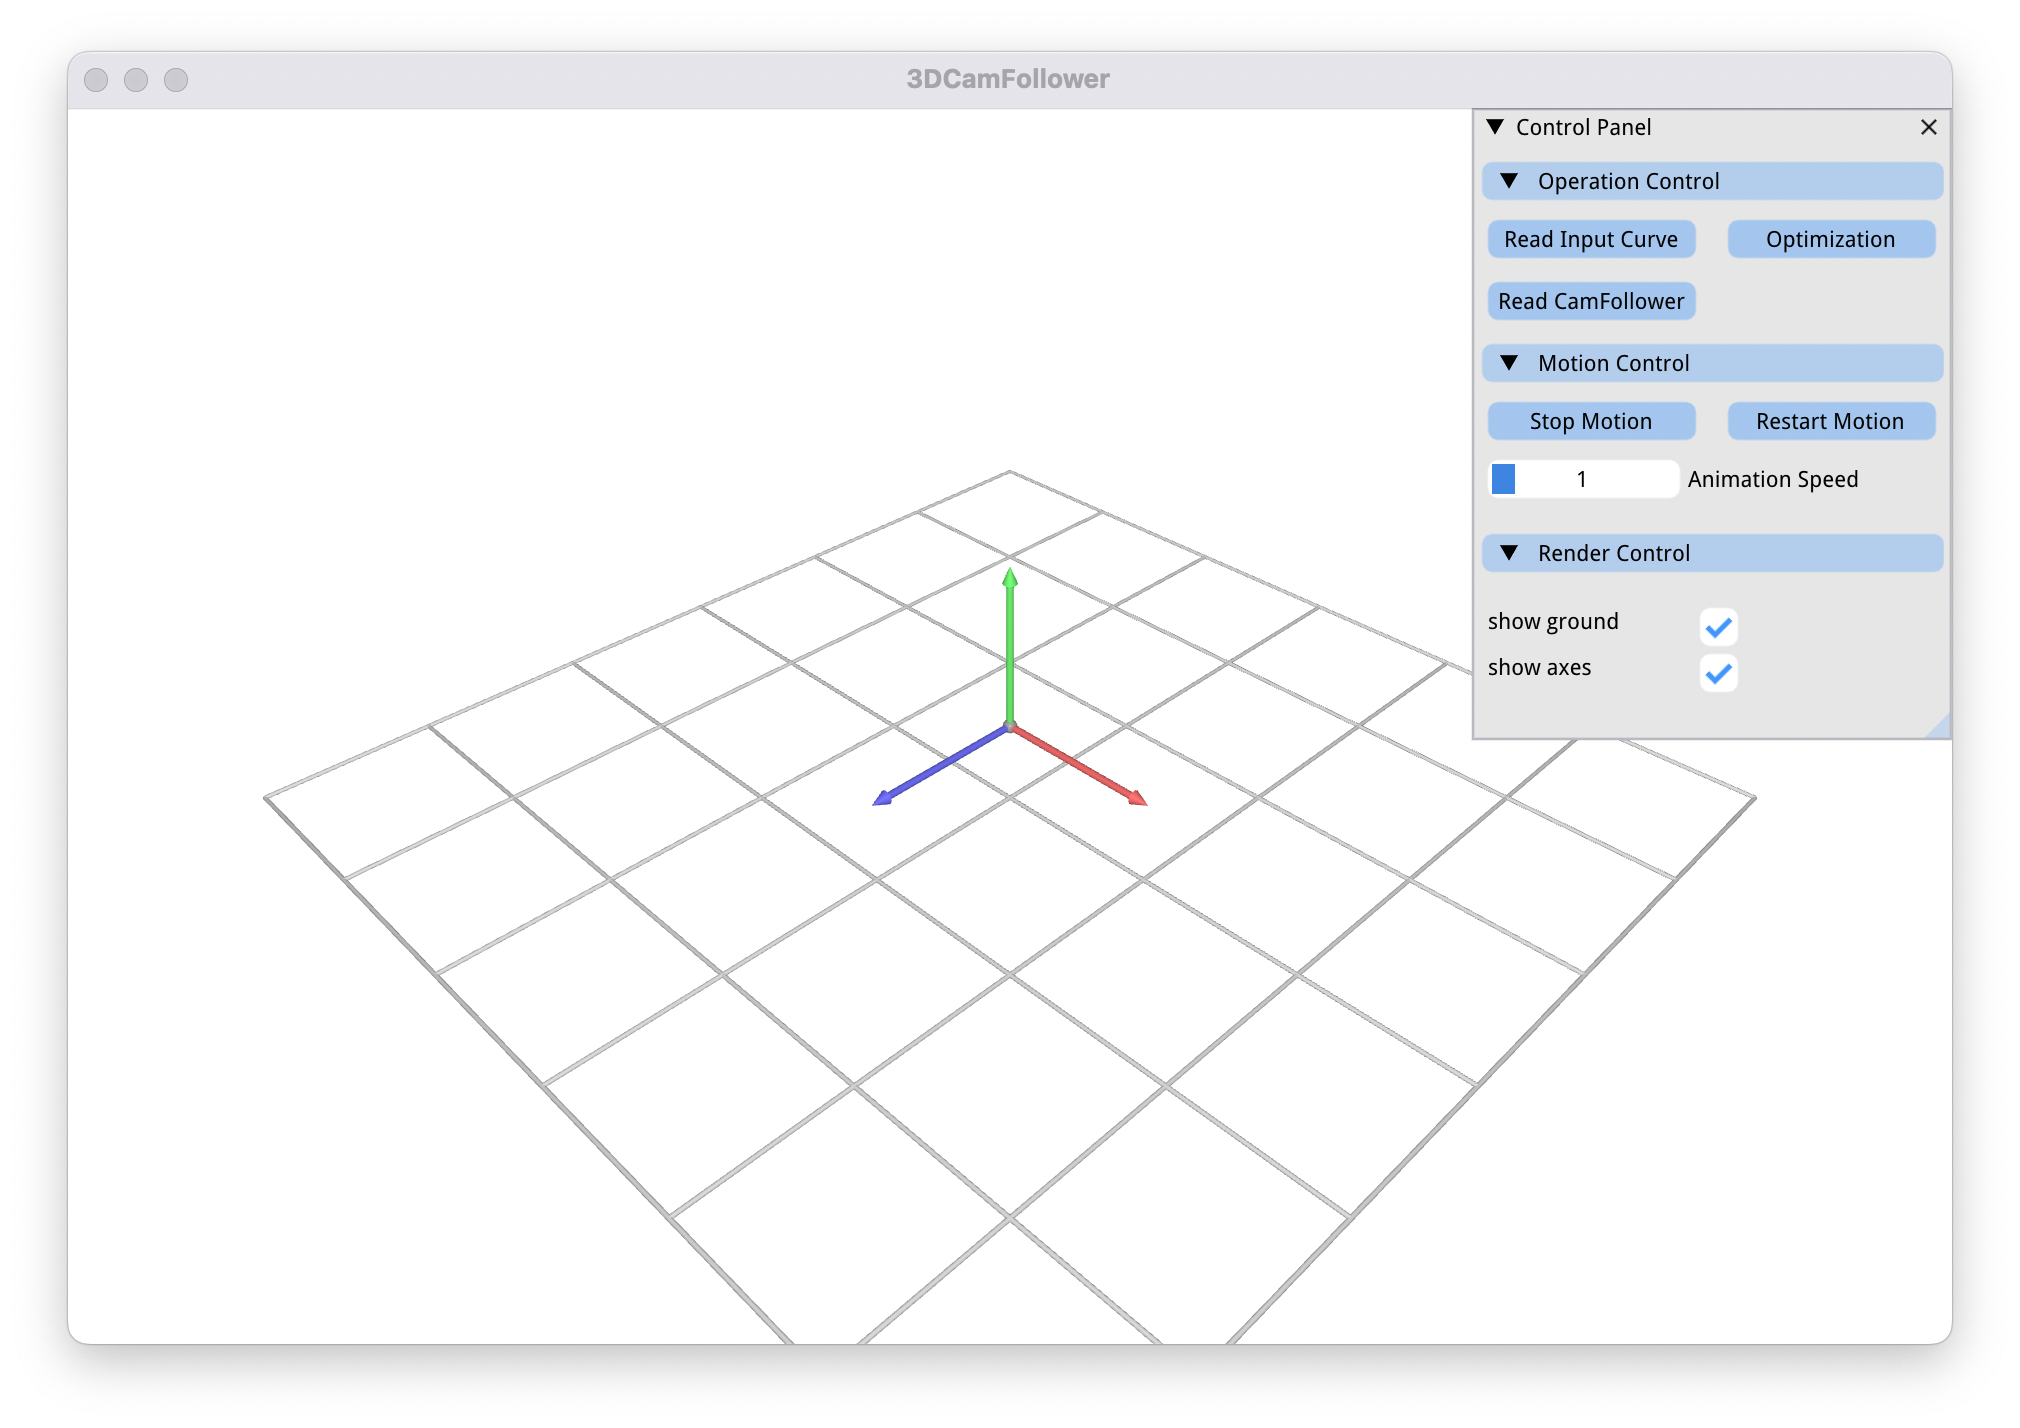 3DCamFollower
Control Panel
Operation Control
Read Input Curve Optimization
Read CamFollower
Motion Control
Stop Motion Restart Motion
1 Animation Speed
Render Control
show ground
show axes